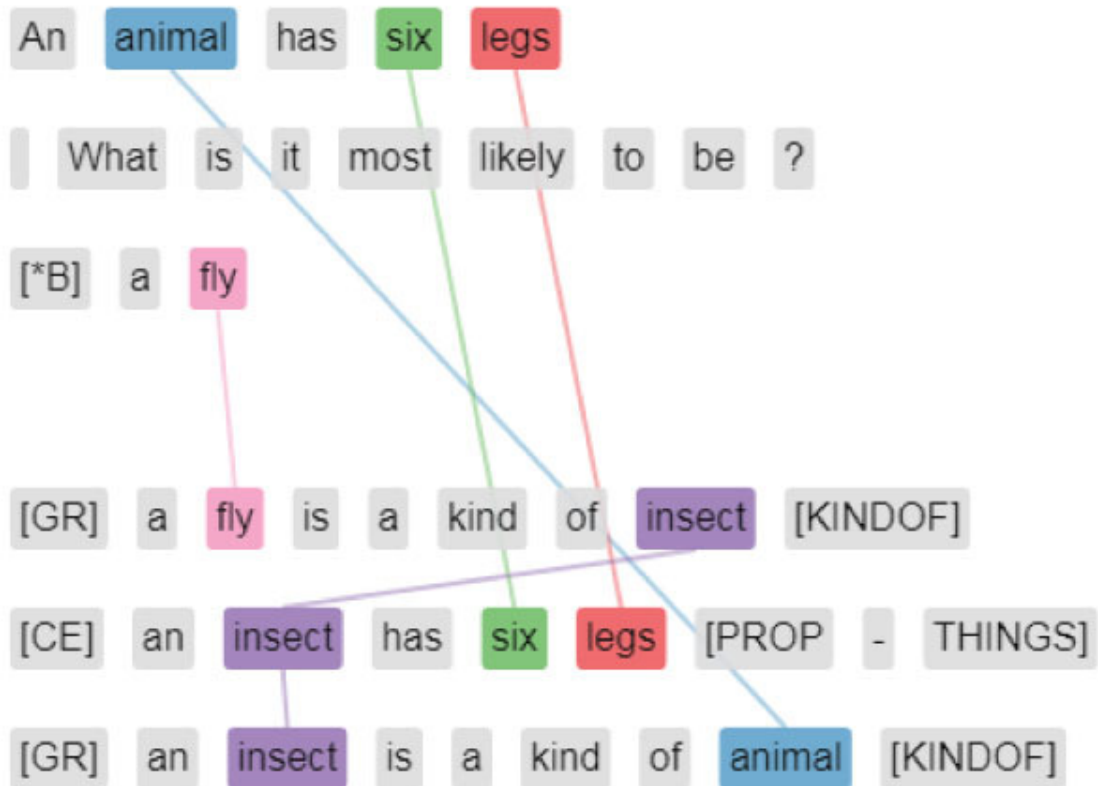 An animal has six legs
What is it most likely to be ?
[*B] a fly
[GR] a fly is a kind of insect [KINDOF]
[CE] an insect has six legs [PROP - THINGS]
[GR] an insect is a kind of animal [KINDOF]